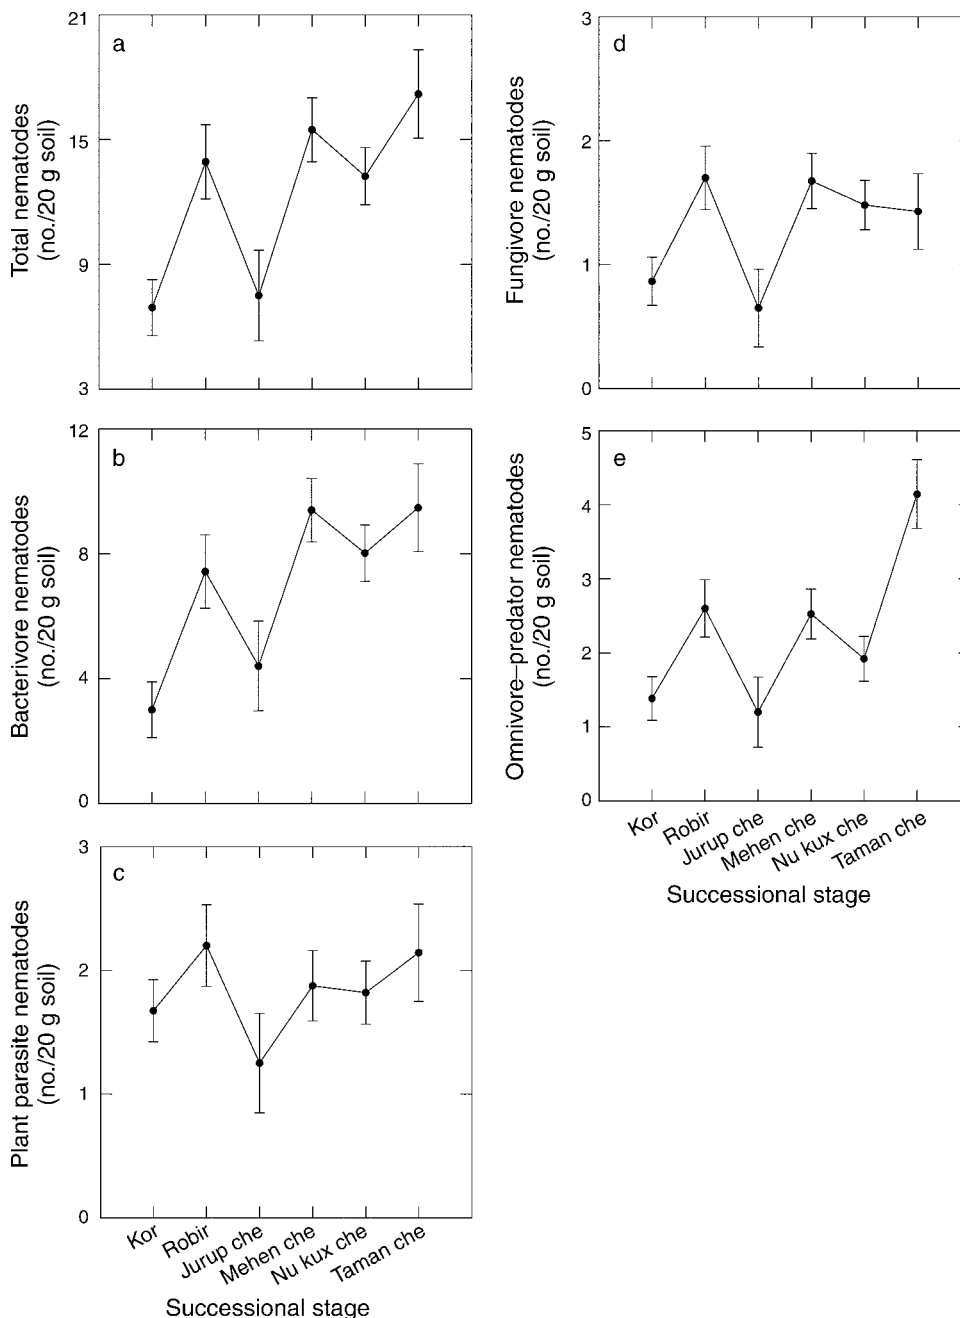 a
Total nematodes
(no./20 g soil)
21
15
9
3
b
Bacterivore nematodes
(no./20 g soil)
12
8
4
0
c
Plant parasite nematodes
(no./20 g soil)
3
2
1
0
Kor
Robir
Jurup che
Mehen che
Nu kux che
Taman che
Successional stage
d
Fungivore nematodes
(no./20 g soil)
3
2
1
0
e
Omnivore–predator nematodes
(no./20 g soil)
5
4
3
2
1
0
Kor
Robir
Jurup che
Mehen che
Nu kux che
Taman che
Successional stage